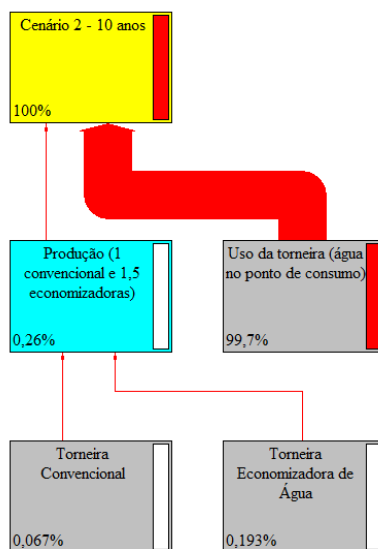 Cenário 2 - 10 anos
100%
Produção (1
convencional e 1,5
economizadoras)
0,26%
Uso da torneira (água
no ponto de consumo)
99,7%
Torneira
Convencional
0,067%
Torneira
Economizadora de
Água
0,193%